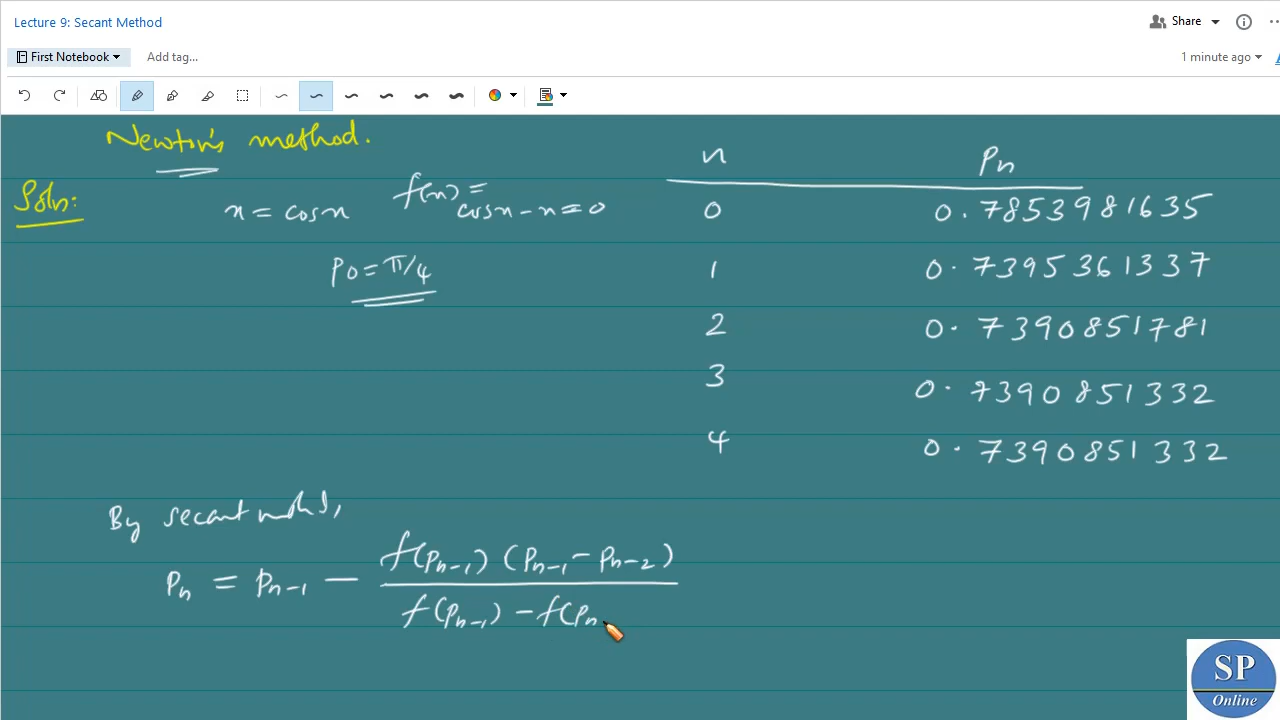 Lecture 9: Secant Method
Share
First Notebook
Add tag...
1 minute ago
Newton's method.
Soln:
x = cosx f(x) = cosx - x = 0
p0 = π/4
n Pn
0 0.7853981635
1 0.7395361337
2 0.7390851781
3 0.7390851332
4 0.7390851332
By secant method,
Pn = Pn-1 - f(Pn-1) (Pn-1 - Pn-2)
f(Pn-1) - f(Pn
SP
Online